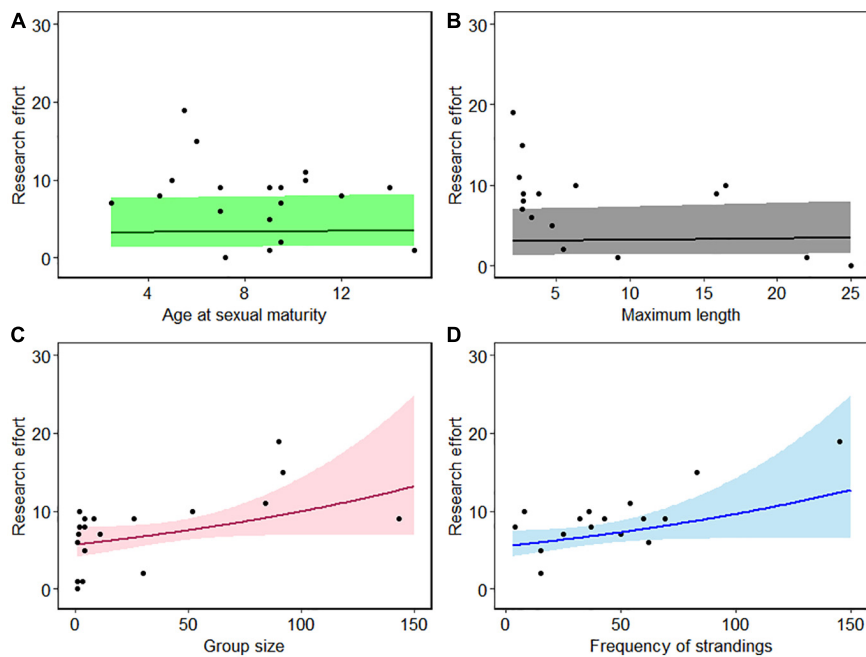 A
30
20
10
0
Research effort
4
8
12
Age at sexual maturity
B
30
20
10
0
Research effort
5
10
15
20
25
Maximum length
C
30
20
10
0
Research effort
0
50
100
150
Group size
D
30
20
10
0
Research effort
0
50
100
150
Frequency of strandings